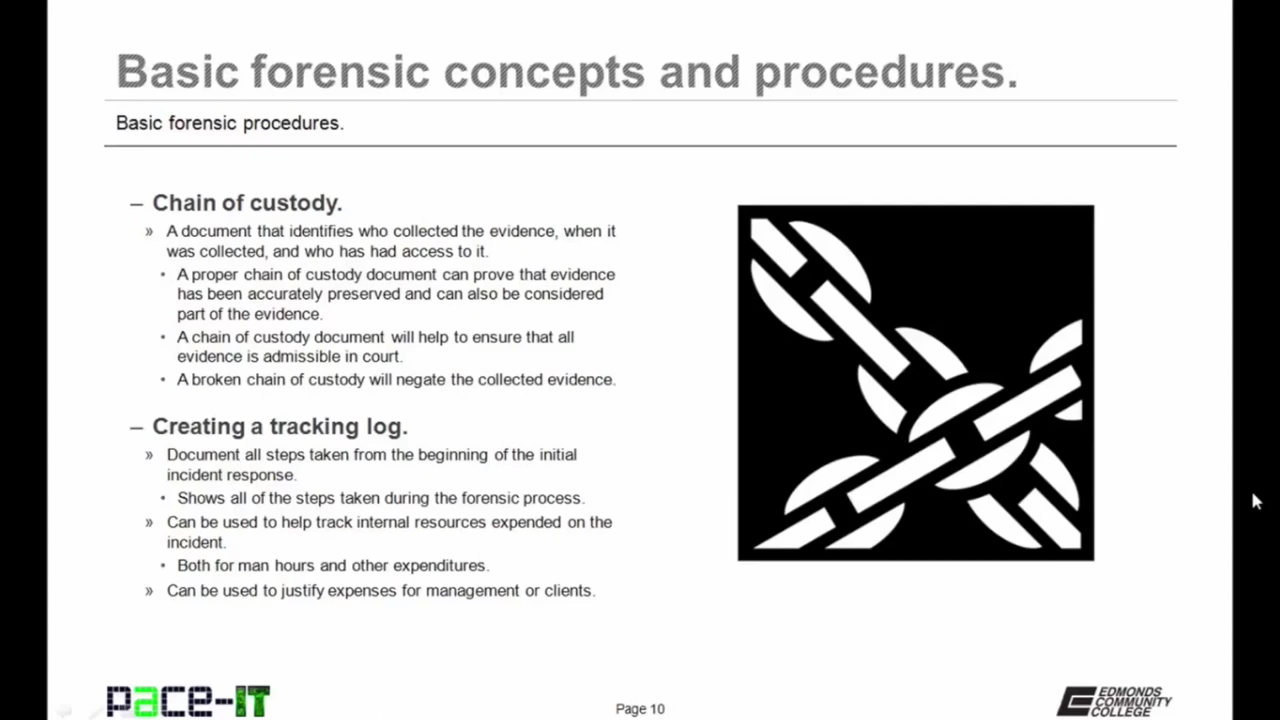 Basic forensic concepts and procedures.
Basic forensic procedures.
– Chain of custody.
» A document that identifies who collected the evidence, when it
was collected, and who has had access to it.
• A proper chain of custody document can prove that evidence
has been accurately preserved and can also be considered
part of the evidence.
• A chain of custody document will help to ensure that all
evidence is admissible in court.
• A broken chain of custody will negate the collected evidence.
– Creating a tracking log.
» Document all steps taken from the beginning of the initial
incident response.
• Shows all of the steps taken during the forensic process.
» Can be used to help track internal resources expended on the
incident.
• Both for man hours and other expenditures.
» Can be used to justify expenses for management or clients.
pace-IT
Page 10
EDMONDS
COMMUNITY
COLLEGE